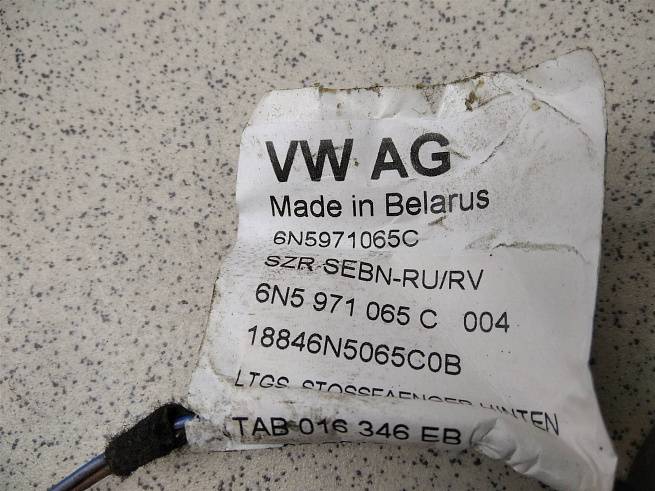 VW AG
Made in Belarus
6N5971065C
SZR SEBN-RU/RV
6N5 971 065 C 004
18846N5065C0B
LTGS. STOSSFAENGER HINTEN
TAB 016 346 EB